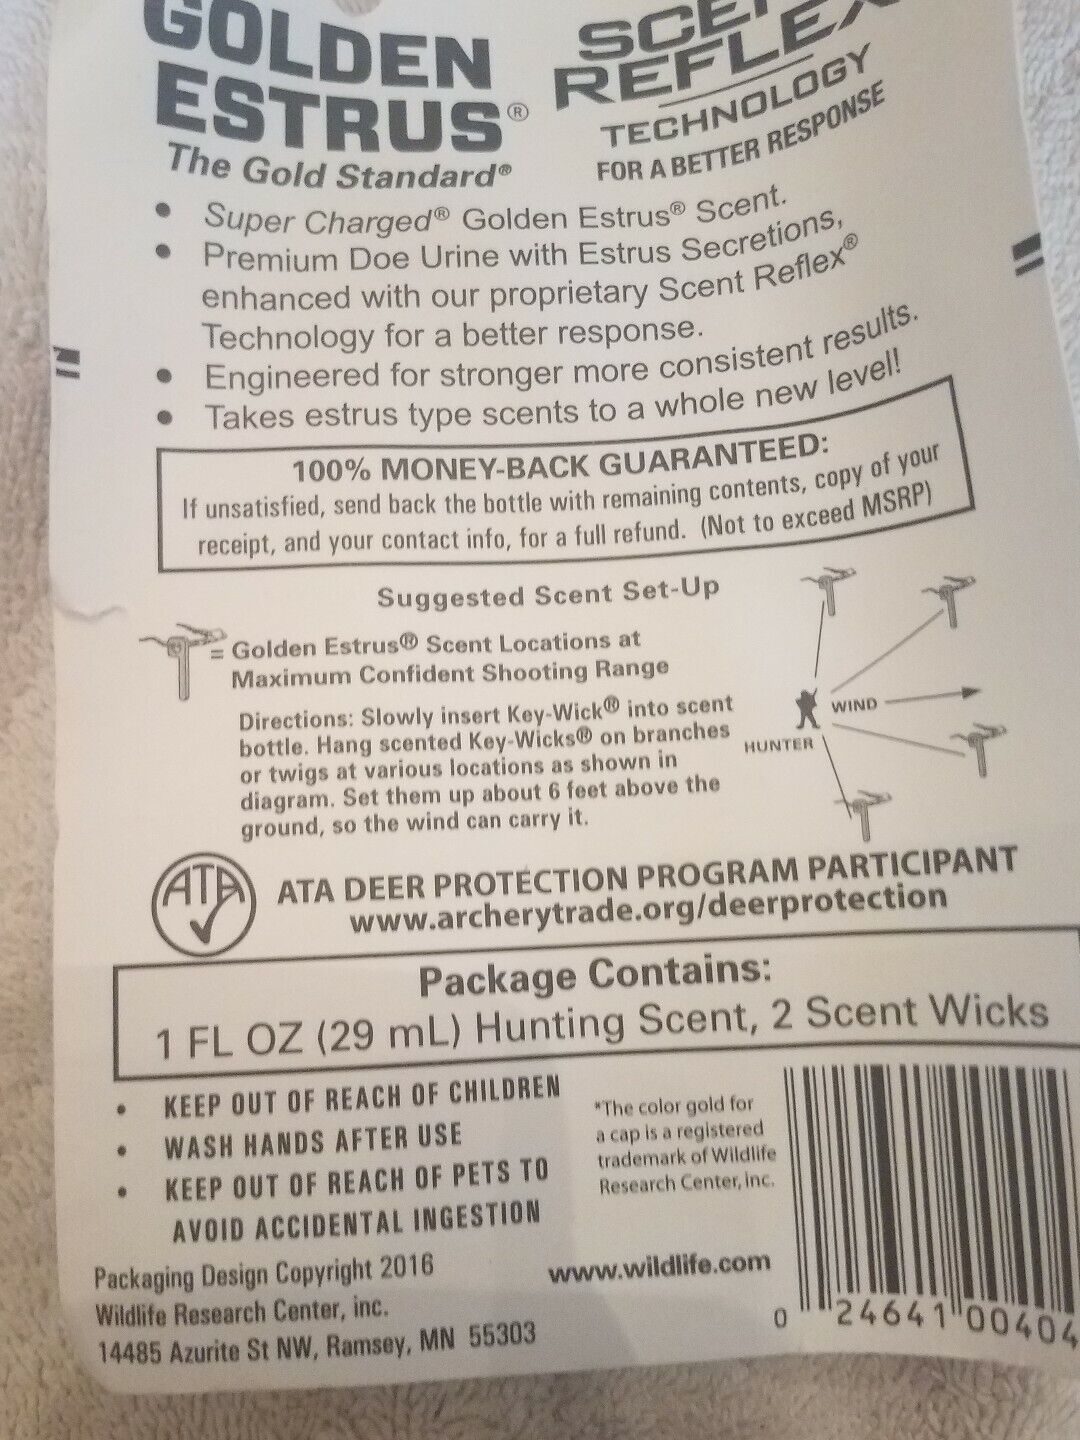 GOLDEN
ESTRUS®
The Gold Standard®
REFLEX
TECHNOLOGY
FOR A BETTER RESPONSE
• Super Charged® Golden Estrus® Scent.
• Premium Doe Urine with Estrus Secretions,
enhanced with our proprietary Scent Reflex®
Technology for a better response.
• Engineered for stronger more consistent results.
• Takes estrus type scents to a whole new level!
100% MONEY-BACK GUARANTEED:
If unsatisfied, send back the bottle with remaining contents, copy of your
receipt, and your contact info, for a full refund. (Not to exceed MSRP)
Suggested Scent Set-Up
= Golden Estrus® Scent Locations at
Maximum Confident Shooting Range
Directions: Slowly insert Key-Wick® into scent
bottle. Hang scented Key-Wicks® on branches
or twigs at various locations as shown in
diagram. Set them up about 6 feet above the
ground, so the wind can carry it.
WIND
HUNTER
ATA
ATA DEER PROTECTION PROGRAM PARTICIPANT
www.archerytrade.org/deerprotection
Package Contains:
1 FL OZ (29 mL) Hunting Scent, 2 Scent Wicks
• KEEP OUT OF REACH OF CHILDREN
• WASH HANDS AFTER USE
• KEEP OUT OF REACH OF PETS TO
AVOID ACCIDENTAL INGESTION
*The color gold for
a cap is a registered
trademark of Wildlife
Research Center, inc.
Packaging Design Copyright 2016
Wildlife Research Center, inc.
14485 Azurite St NW, Ramsey, MN 55303
www.wildlife.com
0 24641 00404